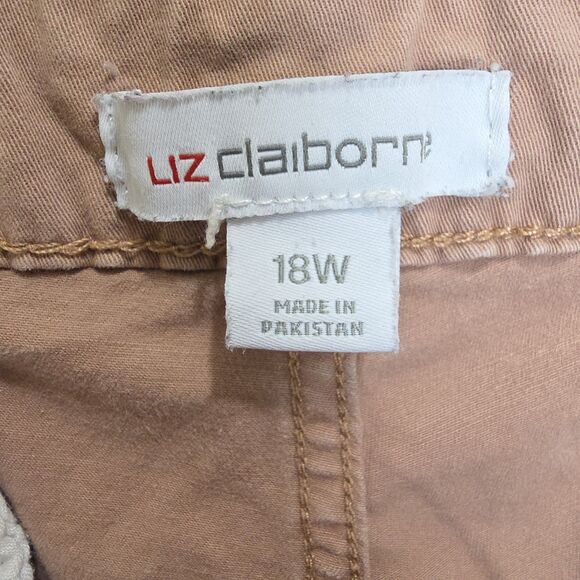 LIZ claiborne
18W
MADE IN
PAKISTAN